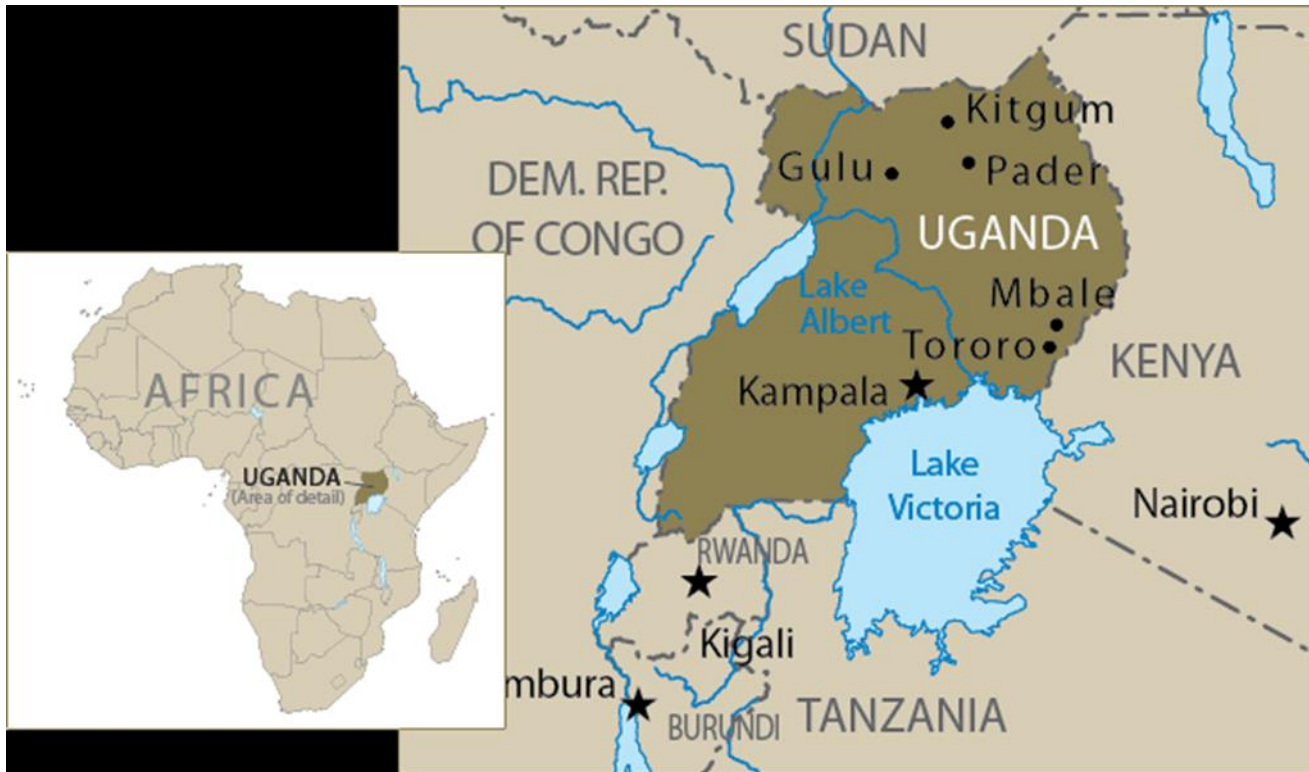 SUDAN
Kitgum
Gulu
Pader
DEM. REP.
OF CONGO
UGANDA
Lake
Albert
Mbale
Tororo
KENYA
Kampala
AFRICA
UGANDA
(Area of detail)
Lake
Victoria
Nairobi
RWANDA
Kigali
mbura
BURUNDI
TANZANIA